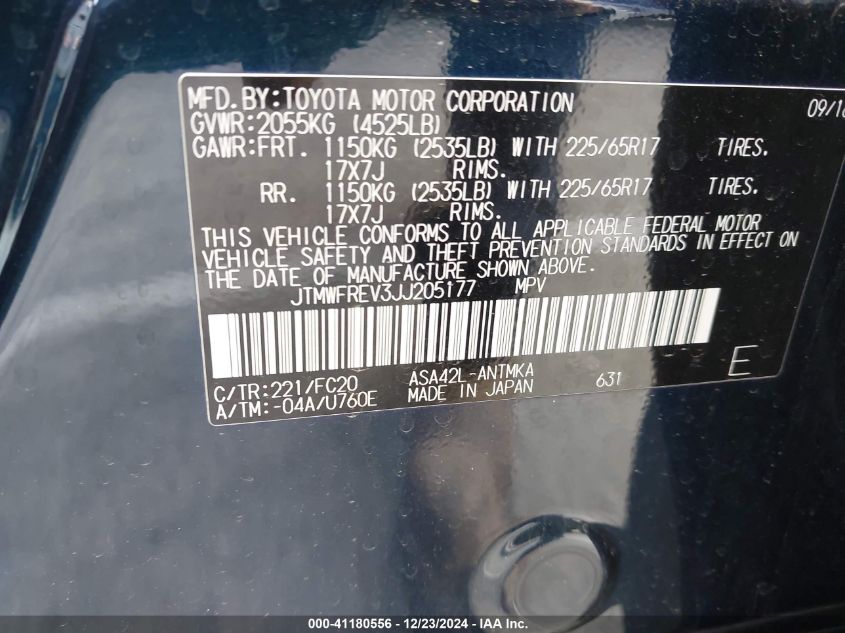 MFD.BY:TOYOTA MOTOR CORPORATION 09/18
GVWR:2055KG (4525LB)
GAWR:FRT. 1150KG (2535LB) WITH 225/65R17 TIRES.
17X7J RIMS.
RR. 1150KG (2535LB) WITH 225/65R17 TIRES.
17X7J RIMS.
THIS VEHICLE CONFORMS TO ALL APPLICABLE FEDERAL MOTOR
VEHICLE SAFETY AND THEFT PREVENTION STANDARDS IN EFFECT ON
THE DATE OF MANUFACTURE SHOWN ABOVE.
JTMWFREV3JJ205177 MPV
C/TR:221/FC20 ASA42L-ANTMKA 631 E
A/TM:-04A/U760E MADE IN JAPAN
000-41180556 - 12/23/2024 - IAA Inc.